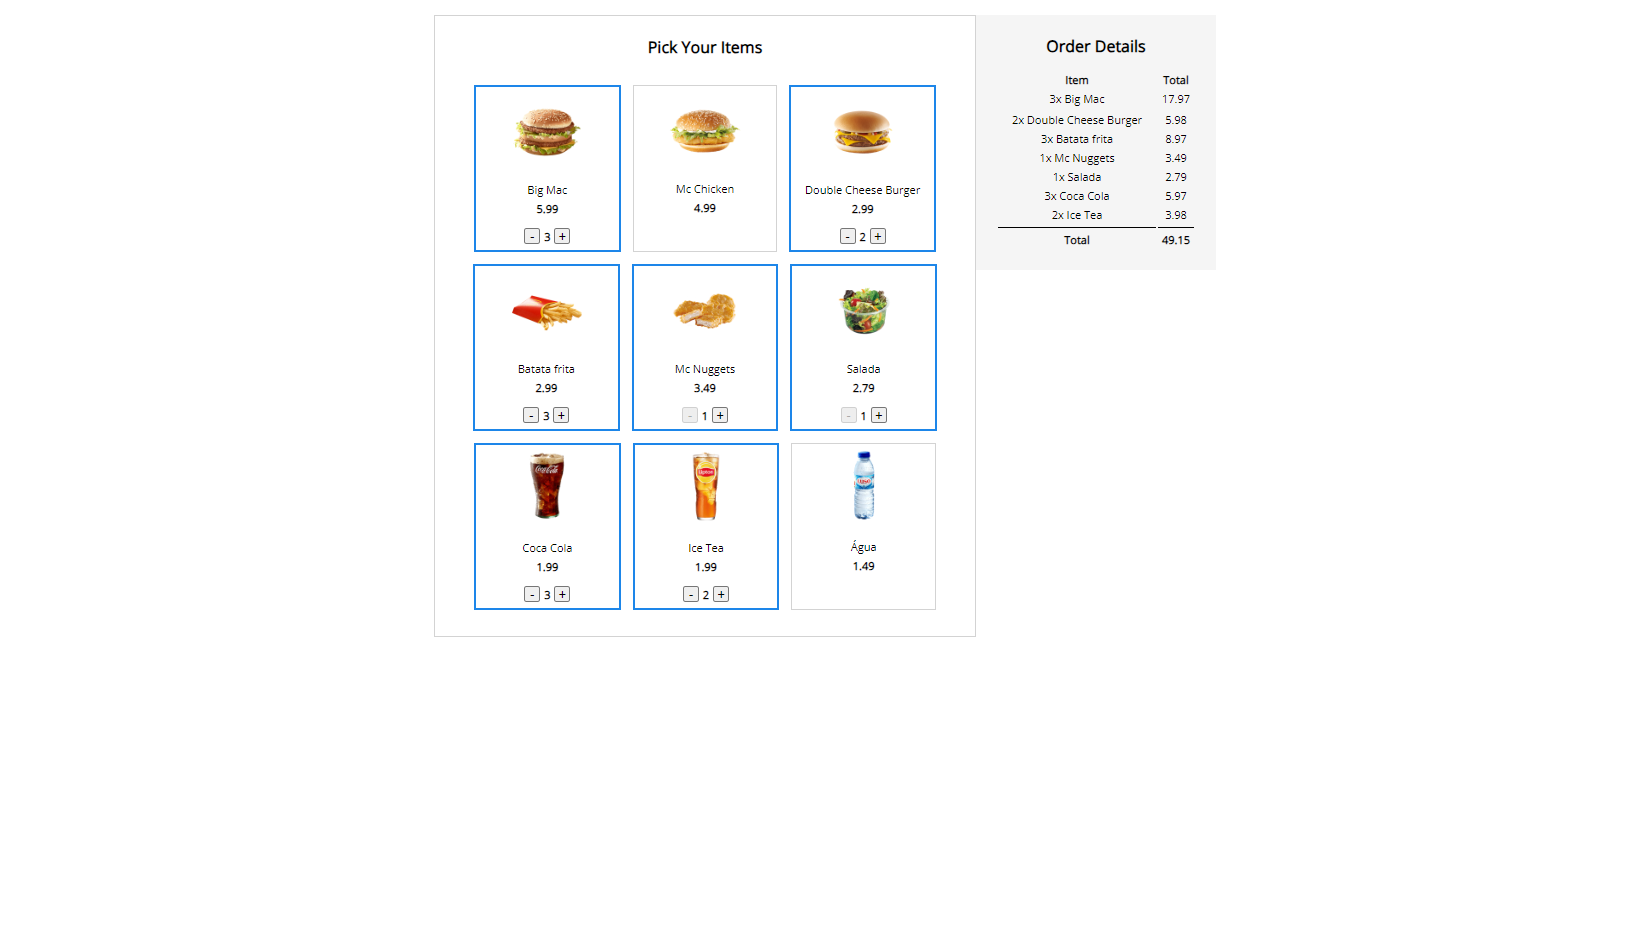 Pick Your Items
Big Mac
5.99
- 3 +
Mc Chicken
4.99
Double Cheese Burger
2.99
- 2 +
Batata frita
2.99
- 3 +
Mc Nuggets
3.49
- 1 +
Salada
2.79
- 1 +
Coca Cola
1.99
- 3 +
Ice Tea
1.99
- 2 +
Água
1.49
Order Details
Item Total
3x Big Mac 17.97
2x Double Cheese Burger 5.98
3x Batata frita 8.97
1x Mc Nuggets 3.49
1x Salada 2.79
3x Coca Cola 5.97
2x Ice Tea 3.98
Total 49.15